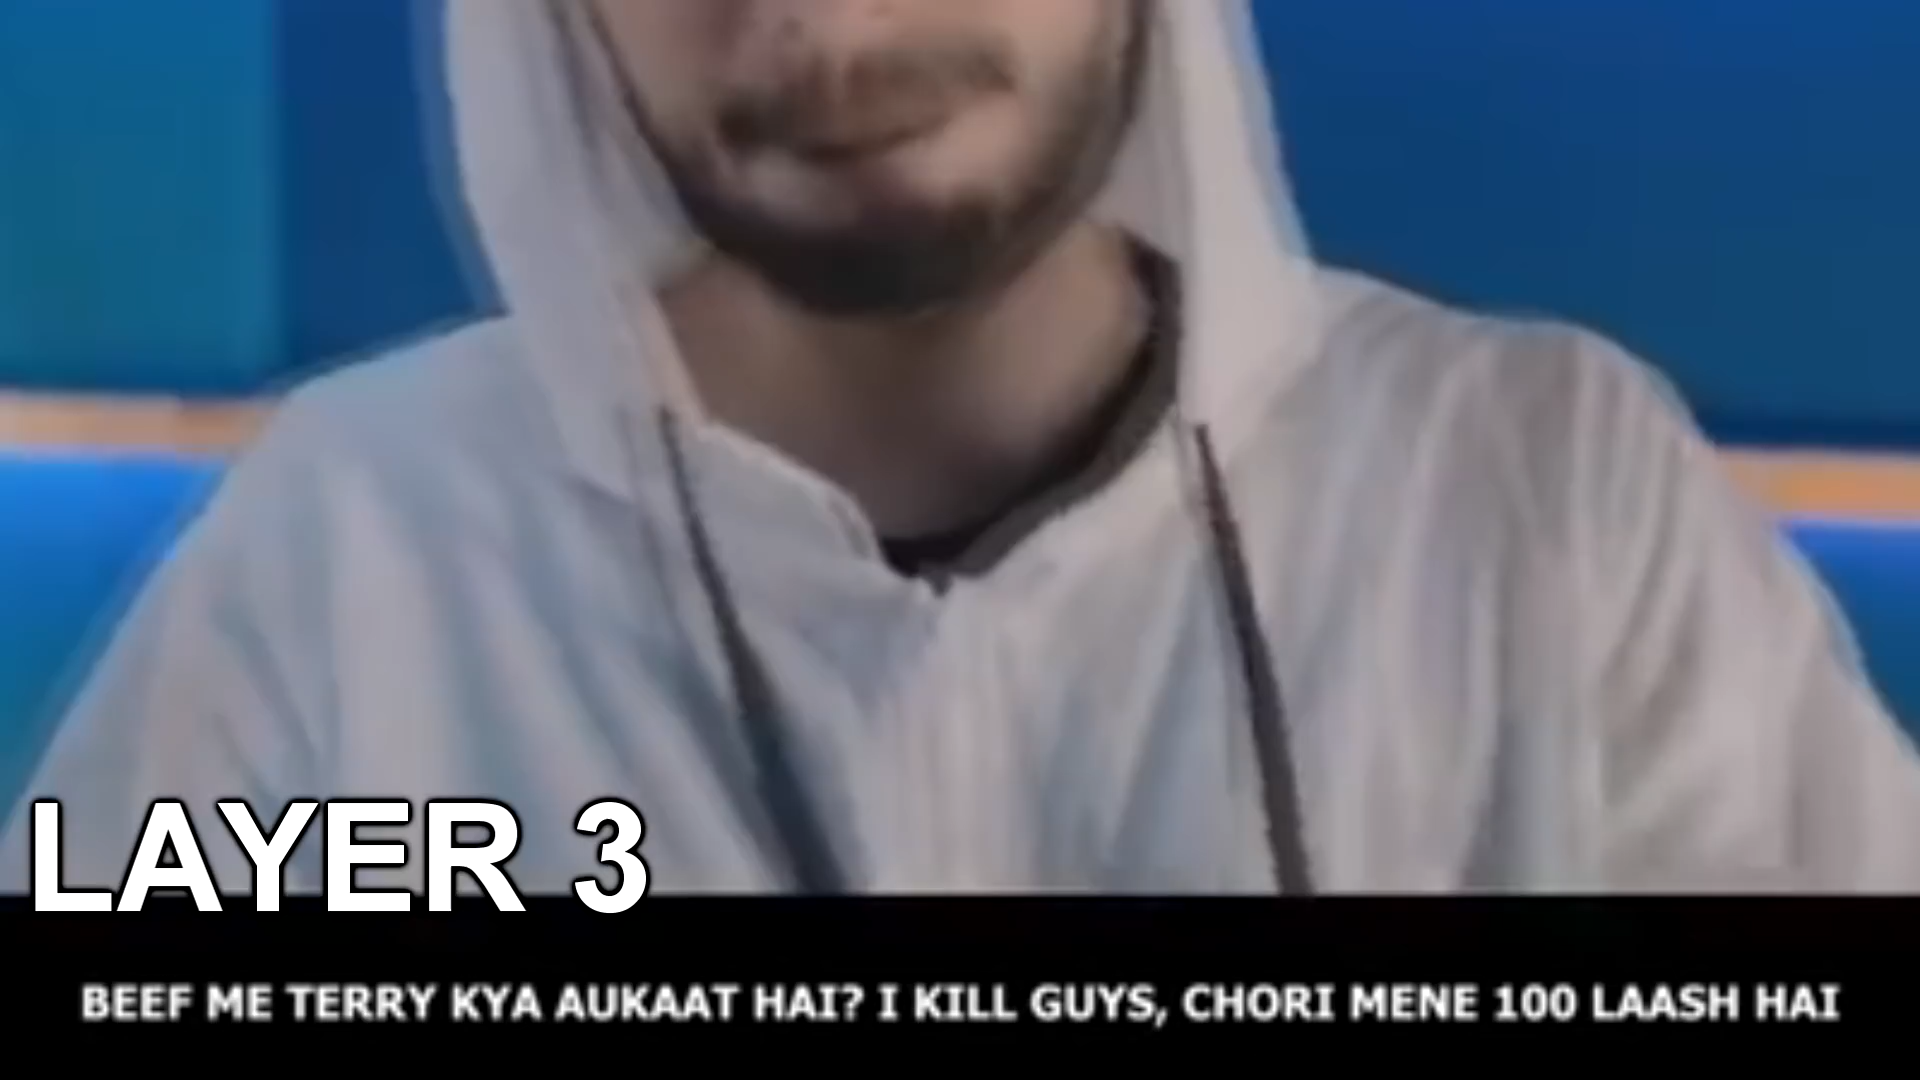 LAYER 3
BEEF ME TERRY KYA AUKAAT HAI? I KILL GUYS, CHORI MENE 100 LAASH HAI